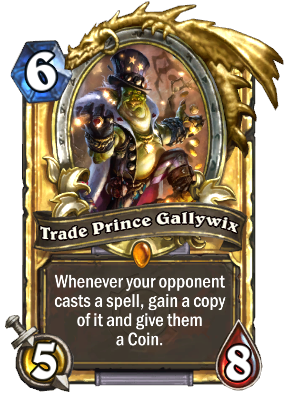 6
Trade Prince Gallywix
Whenever your opponent
casts a spell, gain a copy
of it and give them
a Coin.
5
8